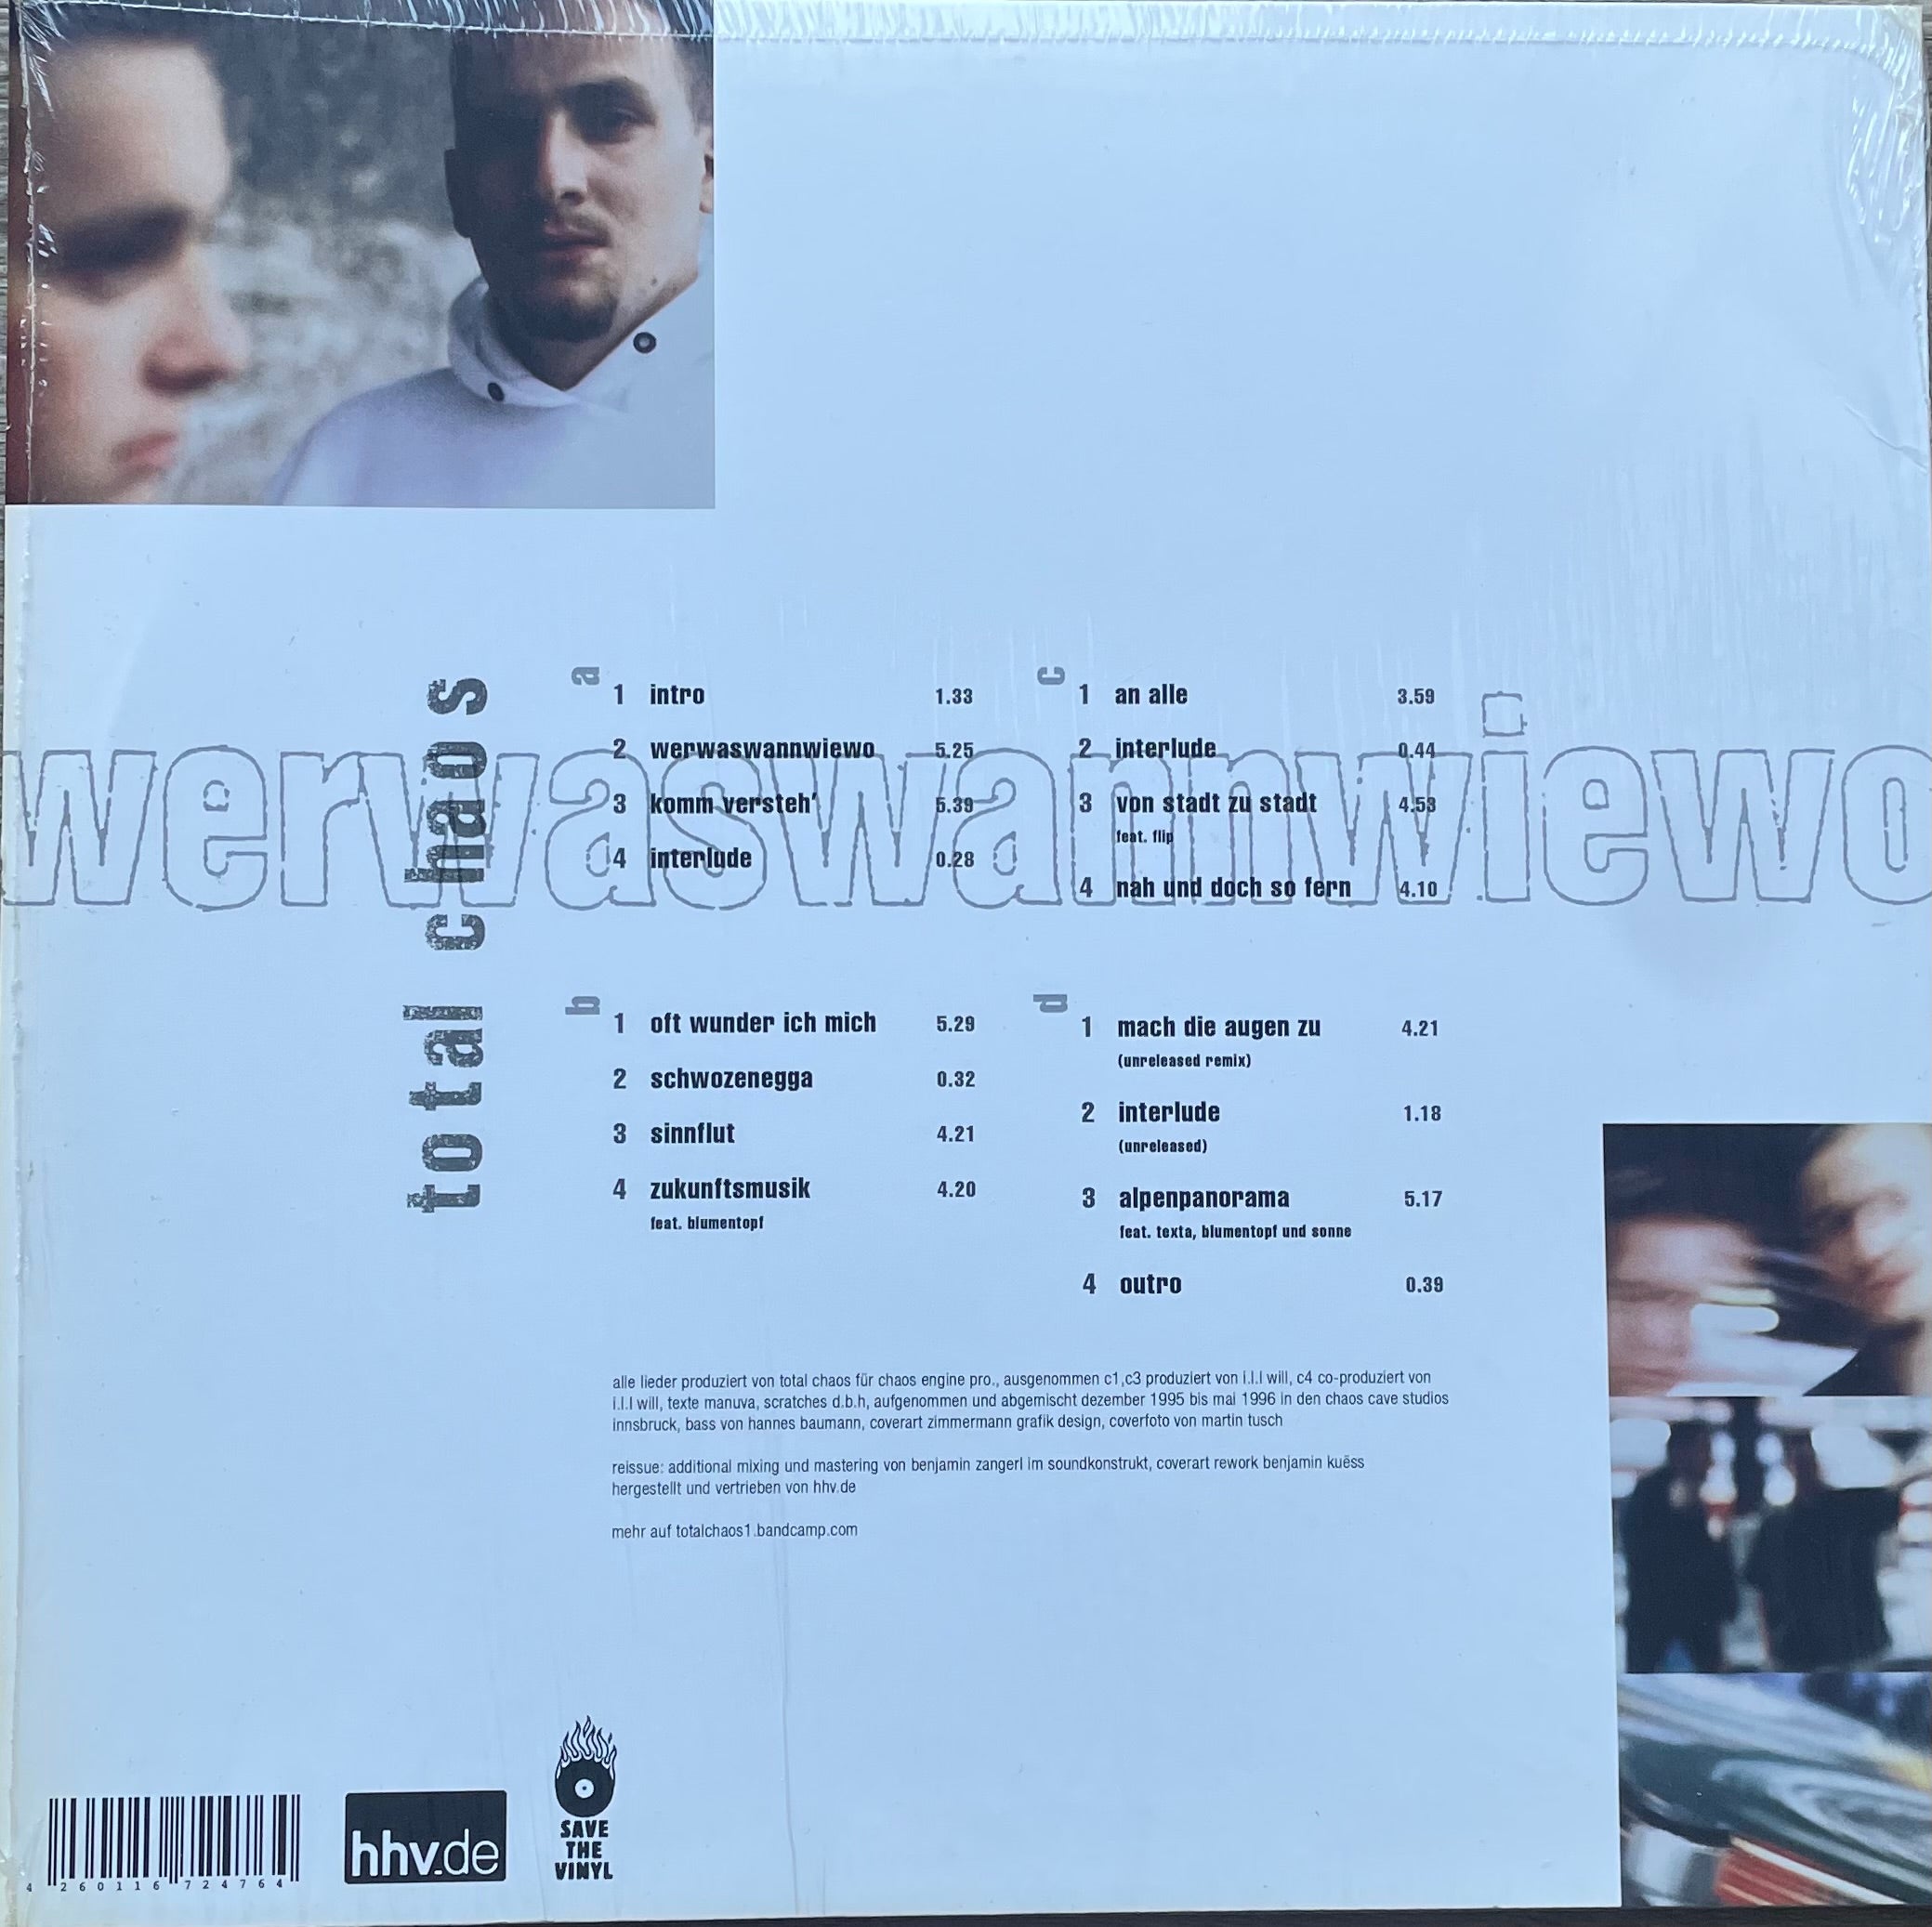 total chaos
werwaswannwiewo
a
1 intro 1.33
2 werwaswannwiewo 5.25
3 komm versteh' 5.39
4 interlude 0.28
b
1 oft wunder ich mich 5.29
2 schwozenegga 0.32
3 sinnflut 4.21
4 zukunftsmusik 4.20
feat. blumentopf
c
1 an alle 3.59
2 interlude 0.44
3 von stadt zu stadt 4.53
feat. flip
4 nah und doch so fern 4.10
d
1 mach die augen zu 4.21
(unreleased remix)
2 interlude 1.18
(unreleased)
3 alpenpanorama 5.17
feat. texta, blumentopf und sonne
4 outro 0.39
alle lieder produziert von total chaos für chaos engine pro., ausgenommen c1,c3 produziert von i.l.l will, c4 co-produziert von
i.l.l will, texte manuva, scratches d.b.h, aufgenommen und abgemischt dezember 1995 bis mai 1996 in den chaos cave studios
innsbruck, bass von hannes baumann, coverart zimmermann grafik design, coverfoto von martin tusch
reissue: additional mixing und mastering von benjamin zangerl im soundkonstrukt, coverart rework benjamin kuëss
hergestellt und vertrieben von hhv.de
mehr auf totalchaos1.bandcamp.com
4 260116 724764
hhv.de
SAVE
THE
VINYL